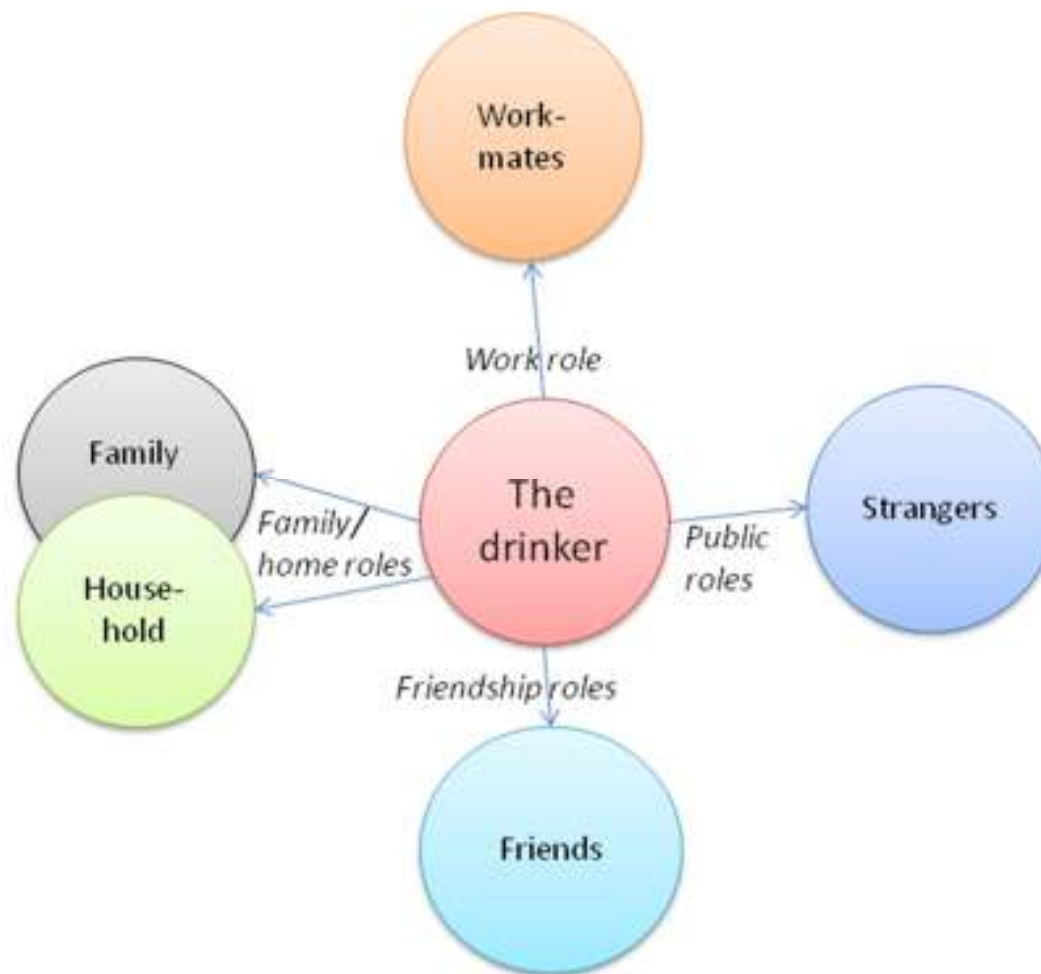 Work-
mates
Work role
Family
Family/
home roles
House-
hold
The
drinker
Public
roles
Strangers
Friendship roles
Friends